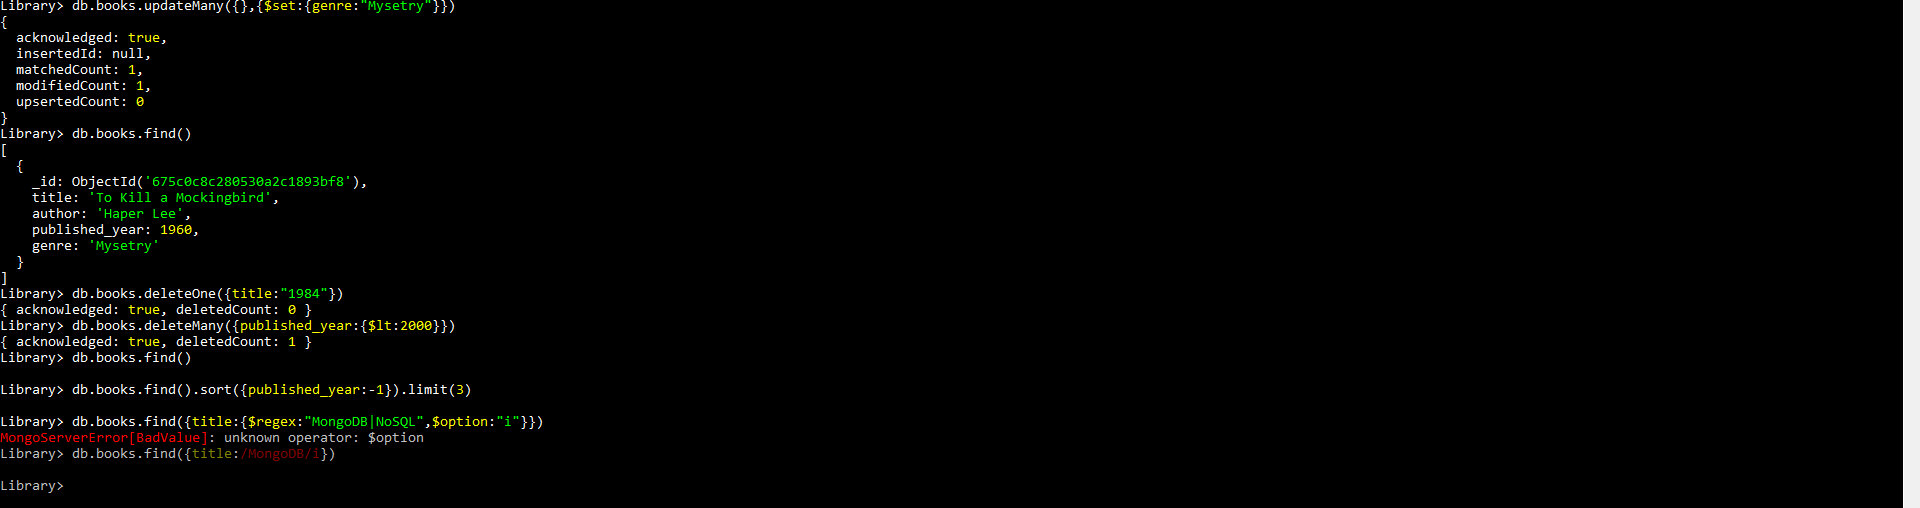 Library> db.books.updateMany({},{$set:{genre:"Mysetry"}})
{
  acknowledged: true,
  insertedId: null,
  matchedCount: 1,
  modifiedCount: 1,
  upsertedCount: 0
}
Library> db.books.find()
[
  {
    _id: ObjectId('675c0c8c280530a2c1893bf8'),
    title: 'To Kill a Mockingbird',
    author: 'Haper Lee',
    published_year: 1960,
    genre: 'Mysetry'
  }
]
Library> db.books.deleteOne({title:"1984"})
{ acknowledged: true, deletedCount: 0 }
Library> db.books.deleteMany({published_year:{$lt:2000}})
{ acknowledged: true, deletedCount: 1 }
Library> db.books.find()
Library> db.books.find().sort({published_year:-1}).limit(3)
Library> db.books.find({title:{$regex:"MongoDB|NoSQL",$option:"i"}})
MongoServerError[BadValue]: unknown operator: $option
Library> db.books.find({title:/MongoDB/i})
Library>